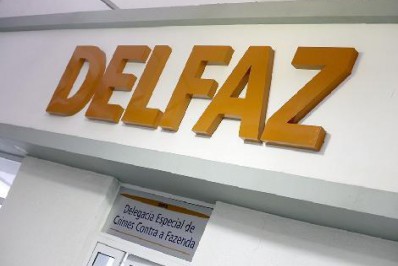 DELFAZ
Delegacia Especial de
Crimes Contra a Fazenda